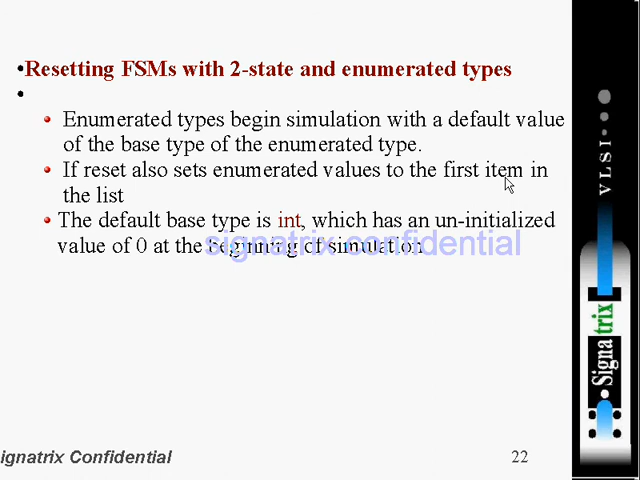 •Resetting FSMs with 2-state and enumerated types
•
• Enumerated types begin simulation with a default value
of the base type of the enumerated type.
• If reset also sets enumerated values to the first item in
the list
• The default base type is int, which has an un-initialized
value of 0 at the beginning of simulation
signatrix confidential
ignatrix Confidential
22
VLSI
Signatrix